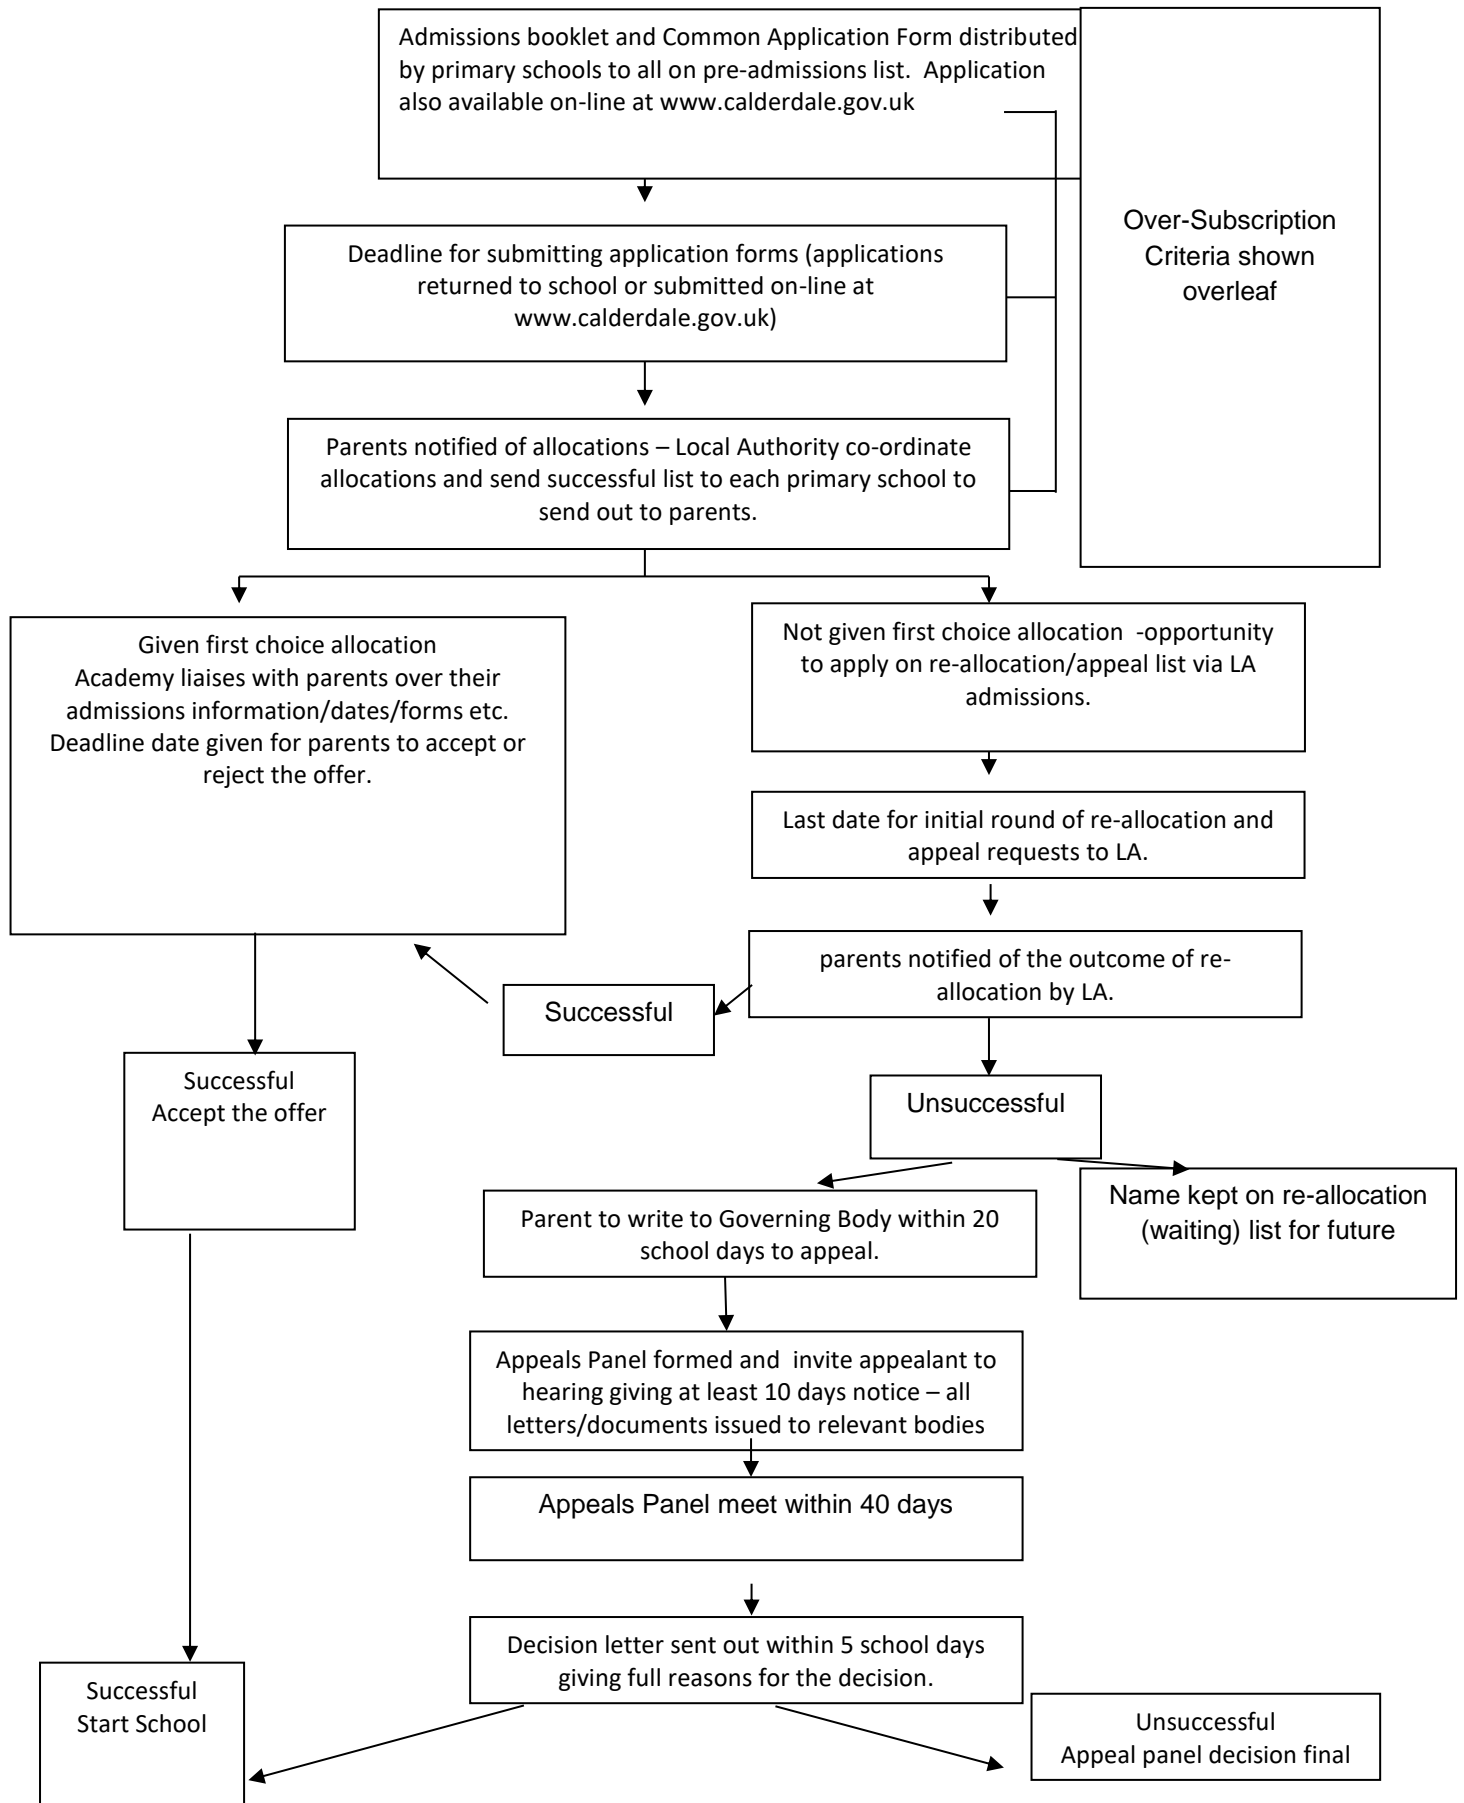 Admissions booklet and Common Application Form distributed
by primary schools to all on pre-admissions list.  Application
also available on-line at www.calderdale.gov.uk
Over-Subscription
Criteria shown
overleaf
Deadline for submitting application forms (applications
returned to school or submitted on-line at
www.calderdale.gov.uk)
Parents notified of allocations – Local Authority co-ordinate
allocations and send successful list to each primary school to
send out to parents.
Given first choice allocation
Academy liaises with parents over their
admissions information/dates/forms etc.
Deadline date given for parents to accept or
reject the offer.
Not given first choice allocation  -opportunity
to apply on re-allocation/appeal list via LA
admissions.
Last date for initial round of re-allocation and
appeal requests to LA.
parents notified of the outcome of re-
allocation by LA.
Successful
Successful
Accept the offer
Unsuccessful
Name kept on re-allocation
(waiting) list for future
Parent to write to Governing Body within 20
school days to appeal.
Appeals Panel formed and  invite appealant to
hearing giving at least 10 days notice – all
letters/documents issued to relevant bodies
Appeals Panel meet within 40 days
Decision letter sent out within 5 school days
giving full reasons for the decision.
Successful
Start School
Unsuccessful
Appeal panel decision final